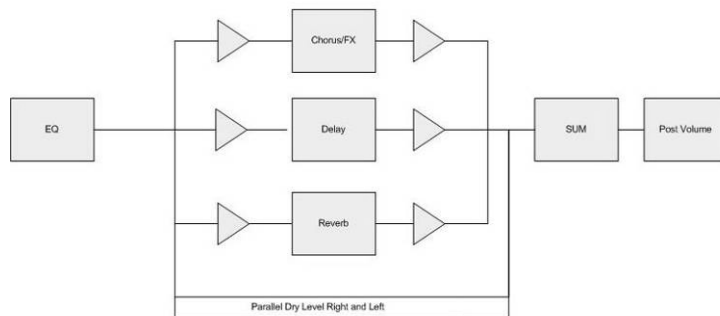 Chorus/FX
EQ
Delay
SUM
Post Volume
Reverb
Parallel Dry Level Right and Left